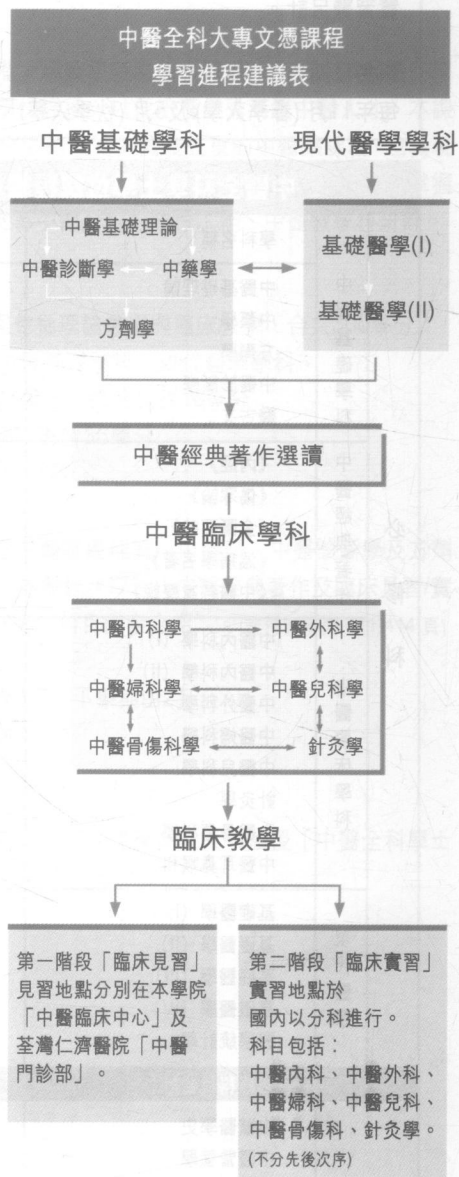 中醫全科大專文憑課程
學習進程建議表
中醫基礎學科
現代醫學學科
中醫基礎理論
中醫診斷學
中藥學
方劑學
基礎醫學(I)
基礎醫學(II)
中醫經典著作選讀
中醫臨床學科
中醫內科學
中醫外科學
中醫婦科學
中醫兒科學
中醫骨傷科學
針灸學
臨床教學
第一階段「臨床見習」
見習地點分別在本學院
「中醫臨床中心」及
荃灣仁濟醫院「中醫
門診部」。
第二階段「臨床實習」
實習地點於
國內以分科進行。
科目包括：
中醫內科、中醫外科、
中醫婦科、中醫兒科、
中醫骨傷科、針灸學。
(不分先後次序)